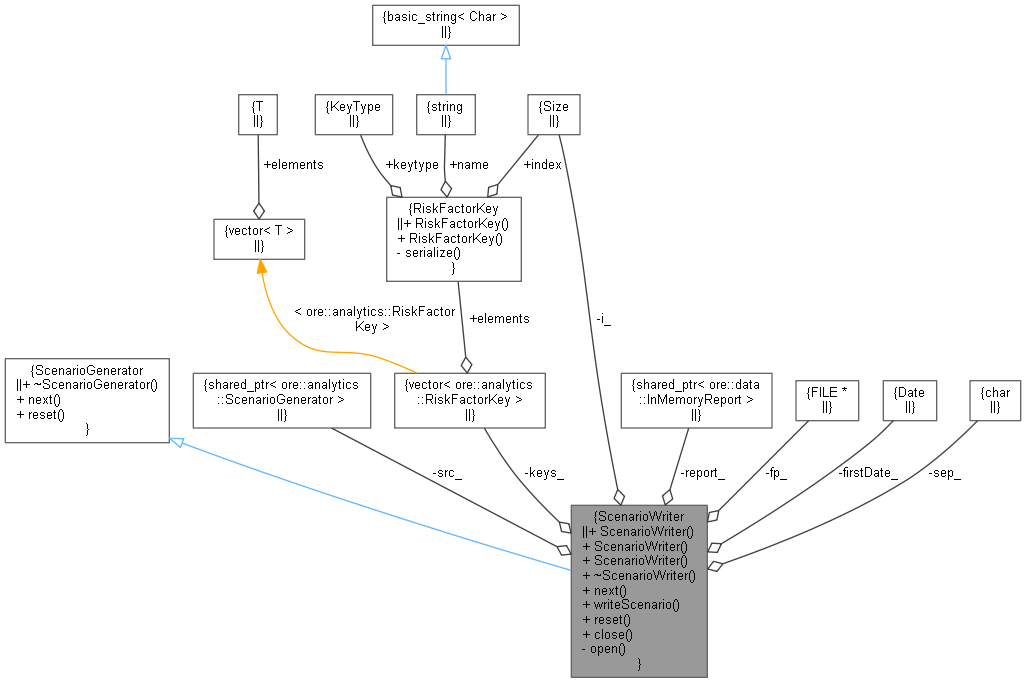 {basic_string< Char >
||}
{T
||}
{KeyType
||}
{string
||}
{Size
||}
+elements
+keytype
+name
+index
{RiskFactorKey
||+ RiskFactorKey()
+ RiskFactorKey()
- serialize()
}
{vector< T >
||}
< ore::analytics::RiskFactor
Key >
+elements
-i_
{ScenarioGenerator
||+ ~ScenarioGenerator()
+ next()
+ reset()
}
{shared_ptr< ore::analytics
::ScenarioGenerator >
||}
{vector< ore::analytics
::RiskFactorKey >
||}
{shared_ptr< ore::data
::InMemoryReport >
||}
{FILE *
||}
{Date
||}
{char
||}
-src_
-keys_
-report_
-fp_
-firstDate_
-sep_
{ScenarioWriter
||+ ScenarioWriter()
+ ScenarioWriter()
+ ScenarioWriter()
+ ~ScenarioWriter()
+ next()
+ writeScenario()
+ reset()
+ close()
- open()
}